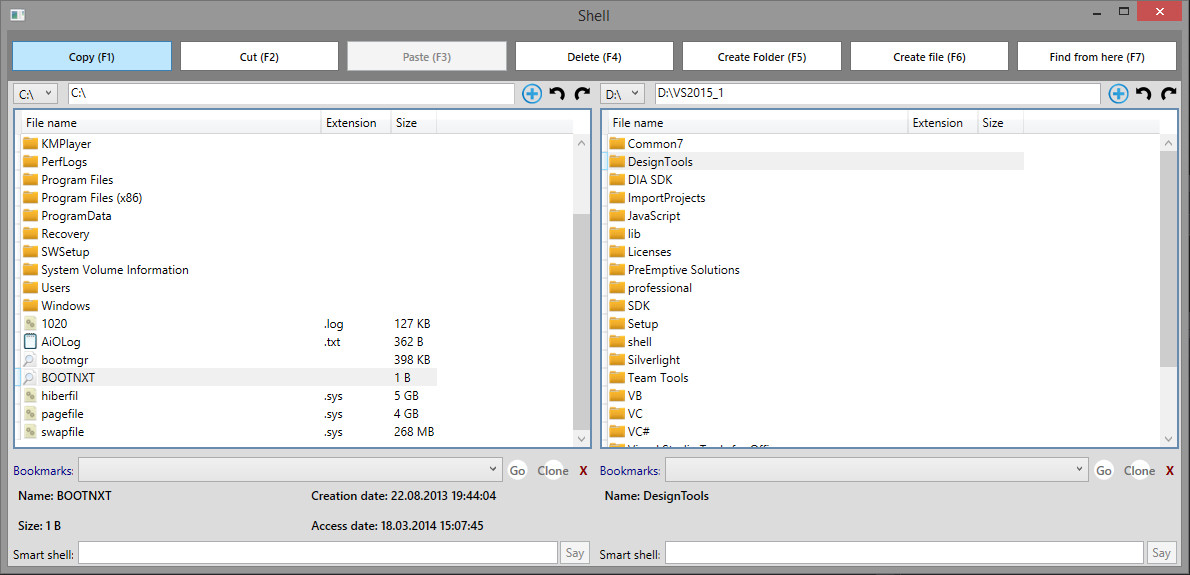 Shell
Copy (F1) Cut (F2) Paste (F3) Delete (F4) Create Folder (F5) Create file (F6) Find from here (F7)
C:\ C:\
File name Extension Size
KMPlayer
PerfLogs
Program Files
Program Files (x86)
ProgramData
Recovery
SWSetup
System Volume Information
Users
Windows
1020 .log 127 KB
AiOLog .txt 362 B
bootmgr 398 KB
BOOTNXT 1 B
hiberfil .sys 5 GB
pagefile .sys 4 GB
swapfile .sys 268 MB
Bookmarks: Go Clone X
Name: BOOTNXT Creation date: 22.08.2013 19:44:04
Size: 1 B Access date: 18.03.2014 15:07:45
Smart shell: Say
D:\ D:\VS2015_1
File name Extension Size
Common7
DesignTools
DIA SDK
ImportProjects
JavaScript
lib
Licenses
PreEmptive Solutions
professional
SDK
Setup
shell
Silverlight
Team Tools
VB
VC
VC#
Bookmarks: Go Clone X
Name: DesignTools
Smart shell: Say